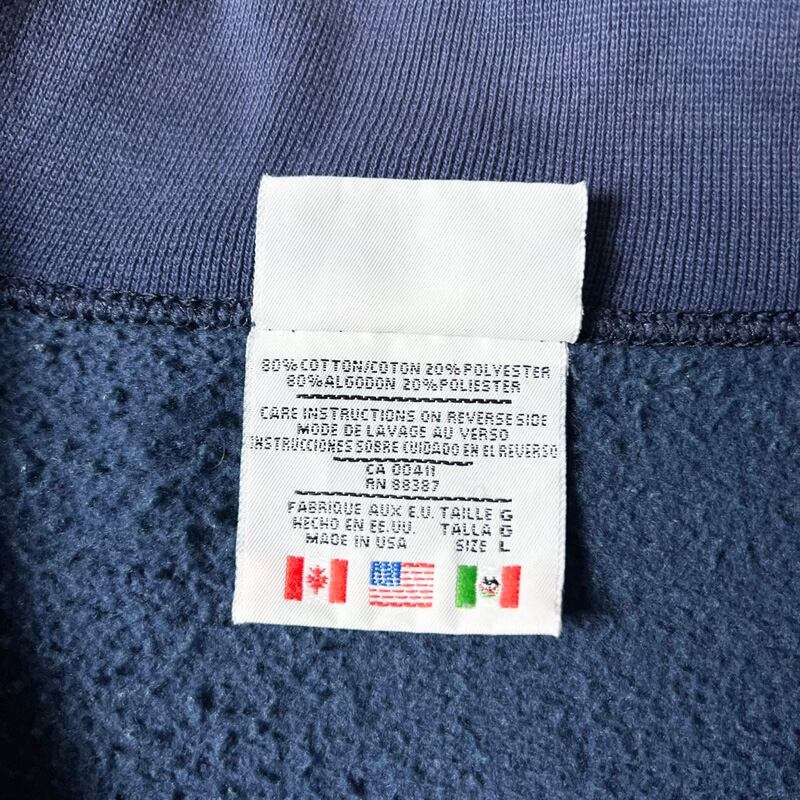 80% COTTON/COTON 20% POLYESTER
80% ALGODON 20% POLIESTER
CARE INSTRUCTIONS ON REVERSE SIDE
MODE DE LAVAGE AU VERSO
INSTRUCCIONES SOBRE CUIDADO EN EL REVERSO
CA 00411
RN 88387
FABRIQUE AUX E.U. TAILLE G
HECHO EN EE.UU. TALLA G
MADE IN USA SIZE L